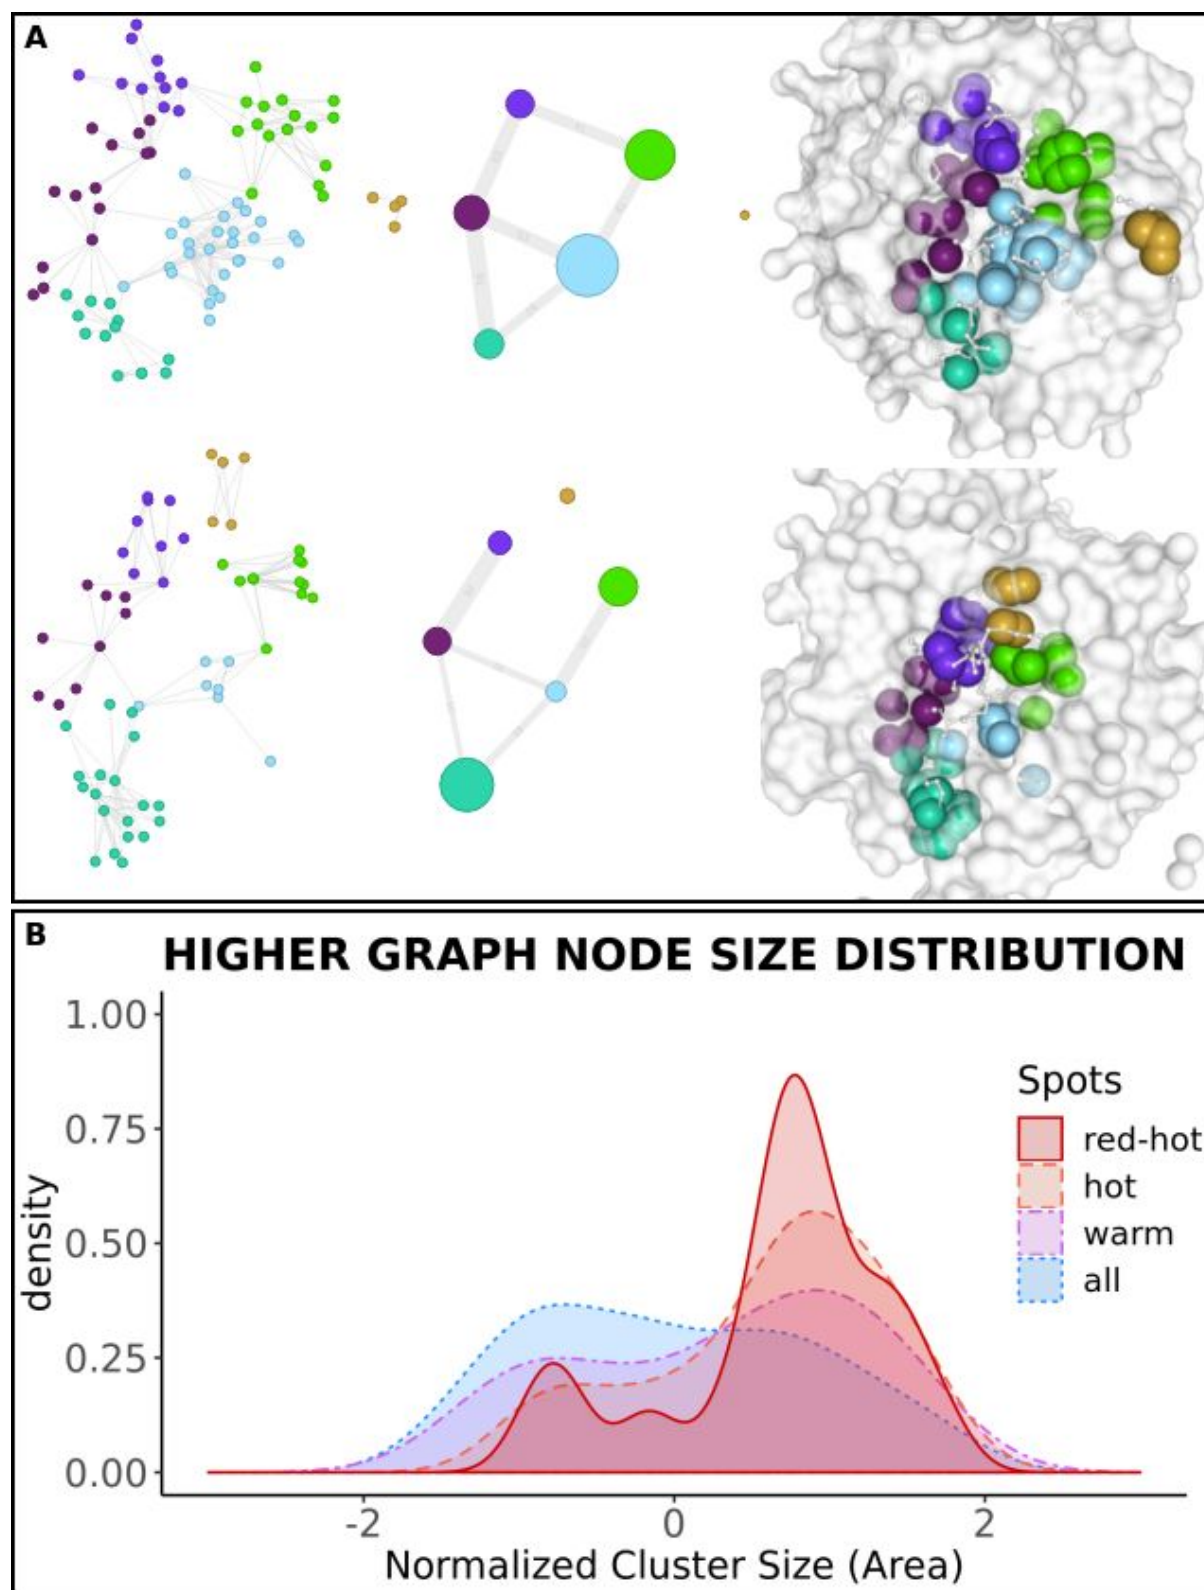 A
B
HIGHER GRAPH NODE SIZE DISTRIBUTION
1.00
0.75
0.50
0.25
0.00
density
-2
0
2
Normalized Cluster Size (Area)
Spots
red-hot
hot
warm
all